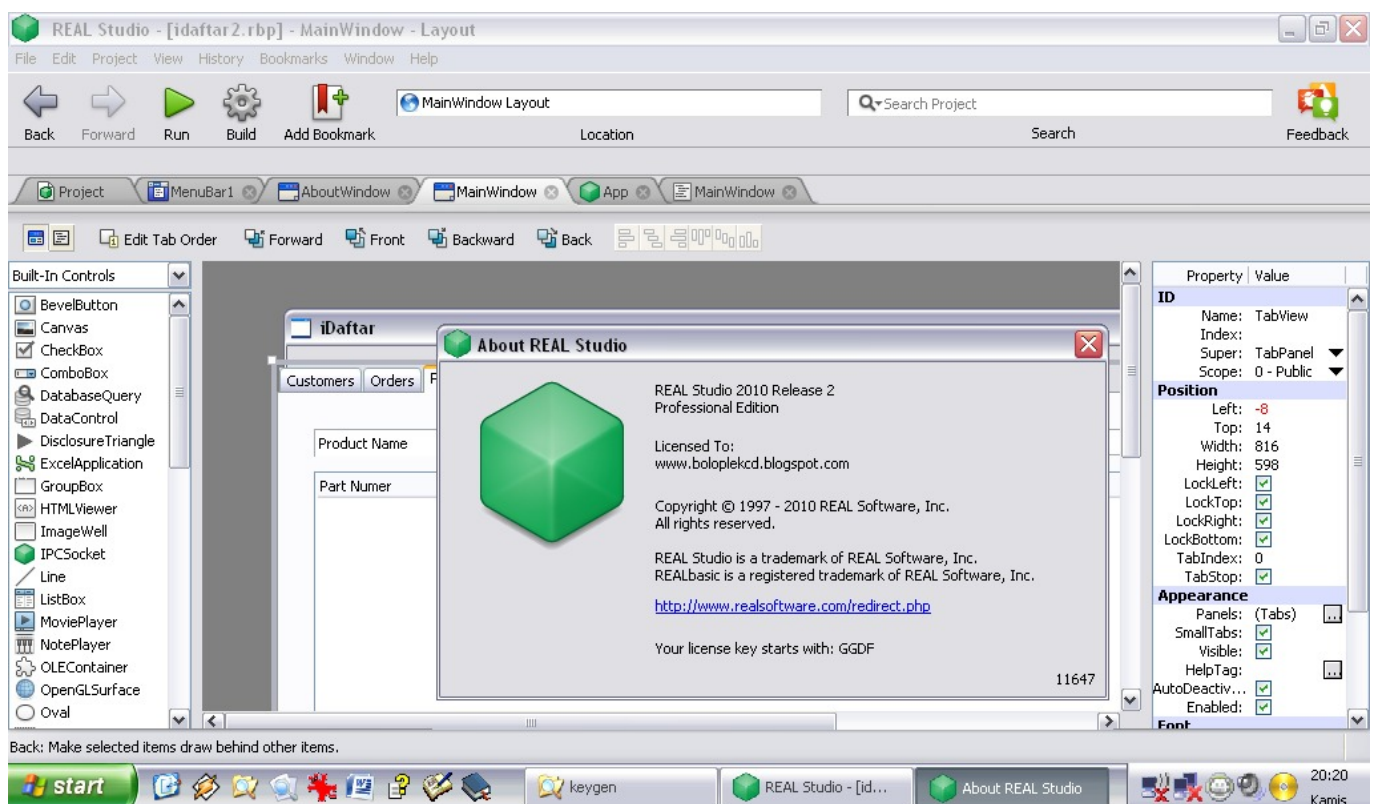 REAL Studio - [idaftar2.rbp] - MainWindow - Layout
File Edit Project View History Bookmarks Window Help
MainWindow Layout
Search Project
Back Forward Run Build Add Bookmark Location Search Feedback
Project MenuBar1 AboutWindow MainWindow App MainWindow
Edit Tab Order Forward Front Backward Back
Built-In Controls
BevelButton
Canvas
CheckBox
ComboBox
DatabaseQuery
DataControl
DisclosureTriangle
ExcelApplication
GroupBox
HTMLViewer
ImageWell
IPCSocket
Line
ListBox
MoviePlayer
NotePlayer
OLEContainer
OpenGLSurface
Oval
iDaftar
Customers Orders
Product Name
Part Numer
About REAL Studio
REAL Studio 2010 Release 2
Professional Edition
Licensed To:
www.boloplekcd.blogspot.com
Copyright © 1997 - 2010 REAL Software, Inc.
All rights reserved.
REAL Studio is a trademark of REAL Software, Inc.
REALbasic is a registered trademark of REAL Software, Inc.
http://www.realsoftware.com/redirect.php
Your license key starts with: GGDF
11647
Property Value
ID
Name: TabView
Index:
Super: TabPanel
Scope: 0 - Public
Position
Left: -8
Top: 14
Width: 816
Height: 598
LockLeft:
LockTop:
LockRight:
LockBottom:
TabIndex: 0
TabStop:
Appearance
Panels: (Tabs) ...
SmallTabs:
Visible:
HelpTag: ...
AutoDeactiv...
Enabled:
Font
Back: Make selected items draw behind other items.
start keygen REAL Studio - [id... About REAL Studio 20:20
Kamis